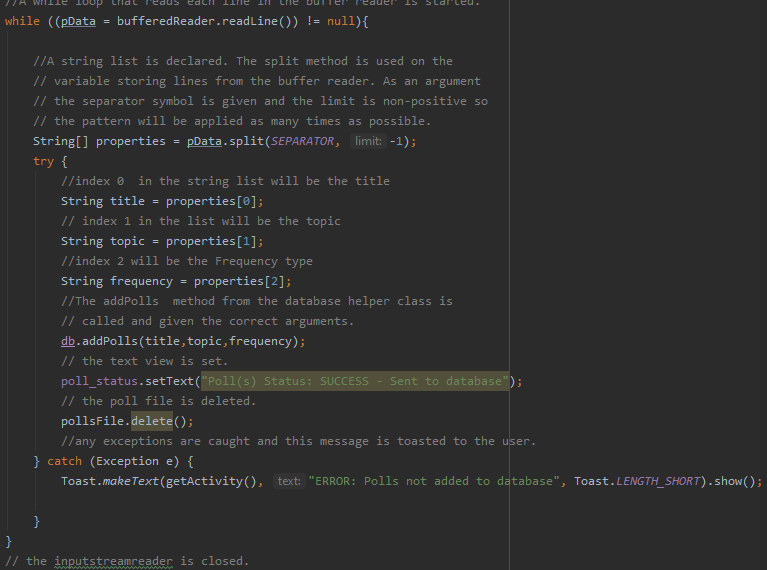 //A while loop that reads each line in the buffer reader is started.
while ((pData = bufferedReader.readLine()) != null){
//A string list is declared. The split method is used on the
// variable storing lines from the buffer reader. As an argument
// the separator symbol is given and the limit is non-positive so
// the pattern will be applied as many times as possible.
String[] properties = pData.split(SEPARATOR, limit: -1);
try {
//index 0  in the string list will be the title
String title = properties[0];
// index 1 in the list will be the topic
String topic = properties[1];
//index 2 will be the Frequency type
String frequency = properties[2];
//The addPolls  method from the database helper class is
// called and given the correct arguments.
db.addPolls(title,topic,frequency);
// the text view is set.
poll_status.setText("Poll(s) Status: SUCCESS - Sent to database");
// the poll file is deleted.
pollsFile.delete();
//any exceptions are caught and this message is toasted to the user.
} catch (Exception e) {
Toast.makeText(getActivity(), text: "ERROR: Polls not added to database", Toast.LENGTH_SHORT).show();
}
}
// the inputstreamreader is closed.